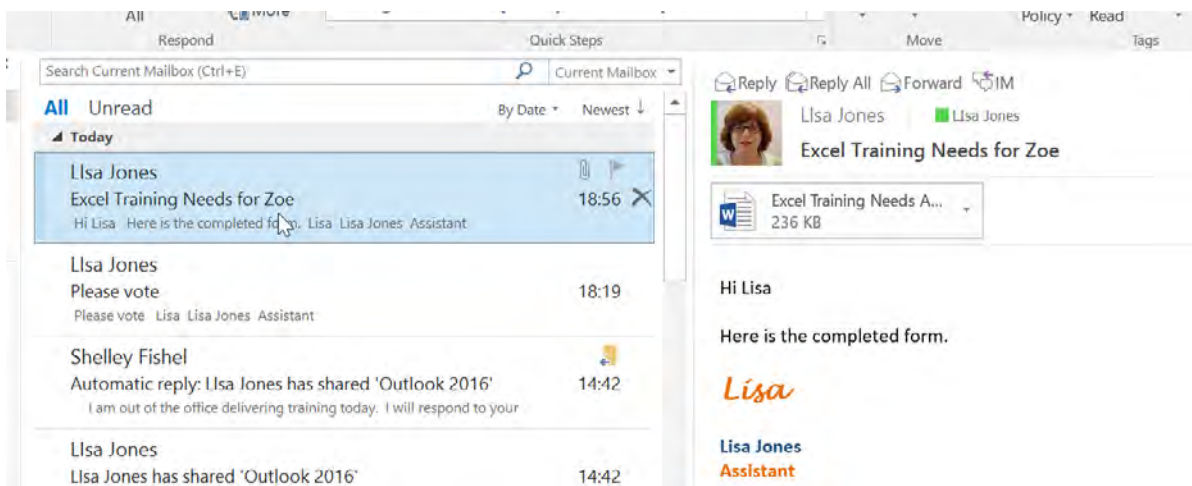 All More Policy Read
Respond Quick Steps Move Tags
Search Current Mailbox (Ctrl+E) Current Mailbox
All Unread By Date Newest ↓
Today
LIsa Jones
Excel Training Needs for Zoe 18:56
Hi Lisa Here is the completed form. Lisa Lisa Jones Assistant
LIsa Jones
Please vote 18:19
Please vote Lisa Lisa Jones Assistant
Shelley Fishel
Automatic reply: LIsa Jones has shared 'Outlook 2016' 14:42
I am out of the office delivering training today. I will respond to your
LIsa Jones
LIsa Jones has shared 'Outlook 2016' 14:42
Reply Reply All Forward IM
LIsa Jones LIsa Jones
Excel Training Needs for Zoe
Excel Training Needs A...
236 KB
Hi Lisa
Here is the completed form.
Lisa
Lisa Jones
Assistant